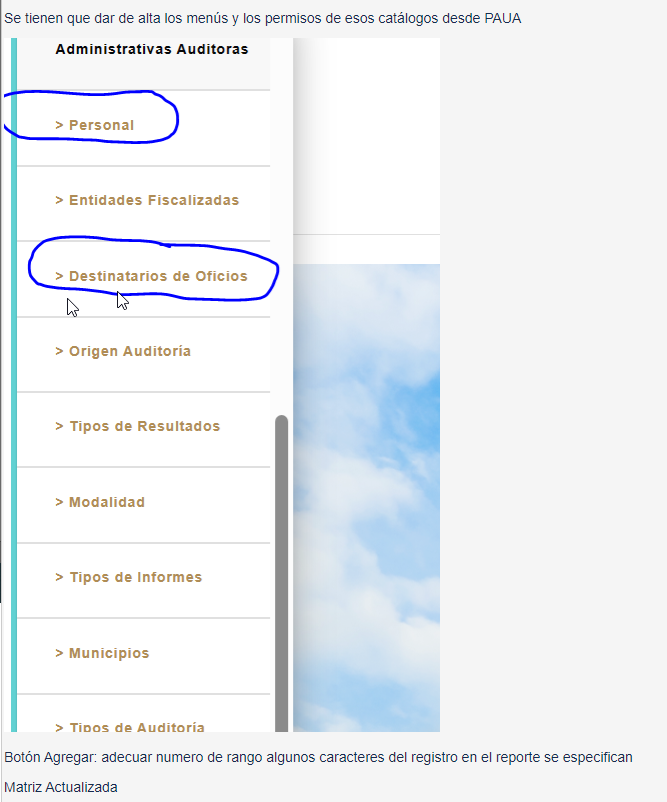 Se tienen que dar de alta los menús y los permisos de esos catálogos desde PAUA
Administrativas Auditoras
> Personal
> Entidades Fiscalizadas
> Destinatarios de Oficios
> Origen Auditoría
> Tipos de Resultados
> Modalidad
> Tipos de Informes
> Municipios
> Tipos de Auditoría
Botón Agregar: adecuar numero de rango algunos caracteres del registro en el reporte se especifican
Matriz Actualizada